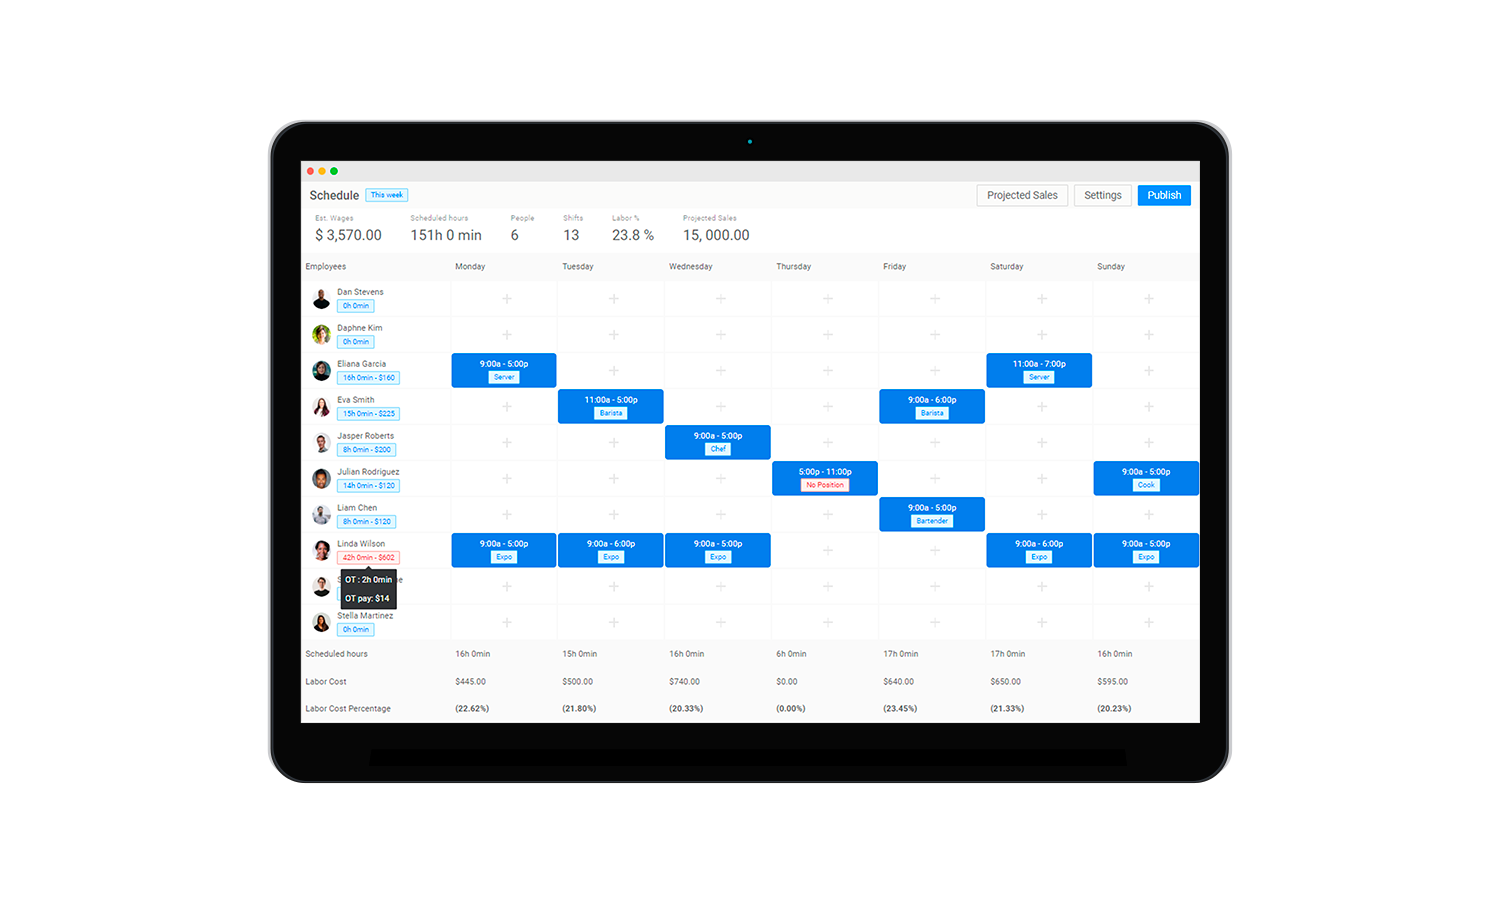 Schedule This week Projected Sales Settings Publish
Est. Wages Scheduled hours People Shifts Labor % Projected Sales
$ 3,570.00 151h 0 min 6 13 23.8 % 15, 000.00
Employees Monday Tuesday Wednesday Thursday Friday Saturday Sunday
Dan Stevens
0h 0min
Daphne Kim
0h 0min
Eliana Garcia 9:00a - 5:00p 11:00a - 7:00p
16h 0min - $160 Server Server
Eva Smith 11:00a - 5:00p 9:00a - 6:00p
15h 0min - $225 Barista Barista
Jasper Roberts 9:00a - 5:00p
8h 0min - $200 Chef
Julian Rodriguez 5:00p - 11:00p 9:00a - 5:00p
14h 0min - $120 No Position Cook
Liam Chen 9:00a - 5:00p
8h 0min - $120 Bartender
Linda Wilson 9:00a - 5:00p 9:00a - 6:00p 9:00a - 5:00p 9:00a - 6:00p 9:00a - 5:00p
42h 0min - $602 Expo Expo Expo Expo Expo
OT : 2h 0min
OT pay: $14
Stella Martinez
0h 0min
Scheduled hours 16h 0min 15h 0min 16h 0min 6h 0min 17h 0min 17h 0min 16h 0min
Labor Cost $445.00 $500.00 $740.00 $0.00 $640.00 $650.00 $595.00
Labor Cost Percentage (22.62%) (21.80%) (20.33%) (0.00%) (23.45%) (21.33%) (20.23%)